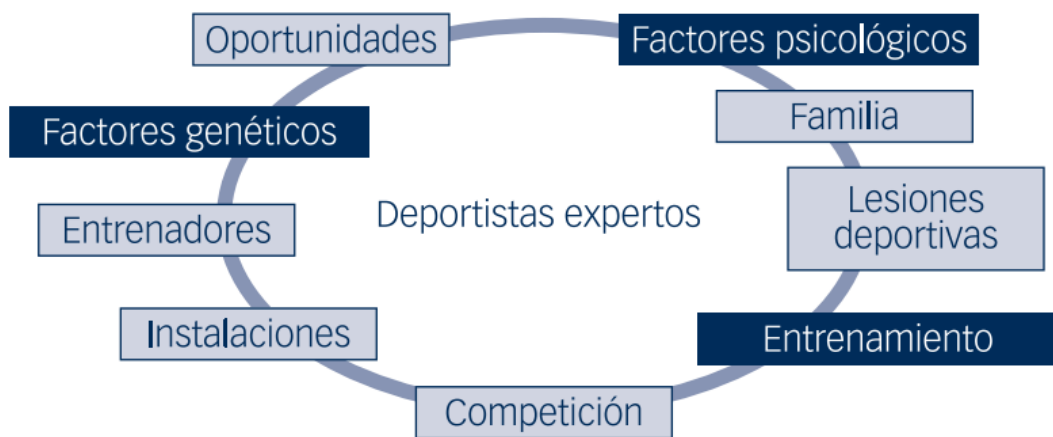 Oportunidades
Factores psicológicos
Factores genéticos
Familia
Entrenadores
Deportistas expertos
Lesiones
deportivas
Instalaciones
Entrenamiento
Competición